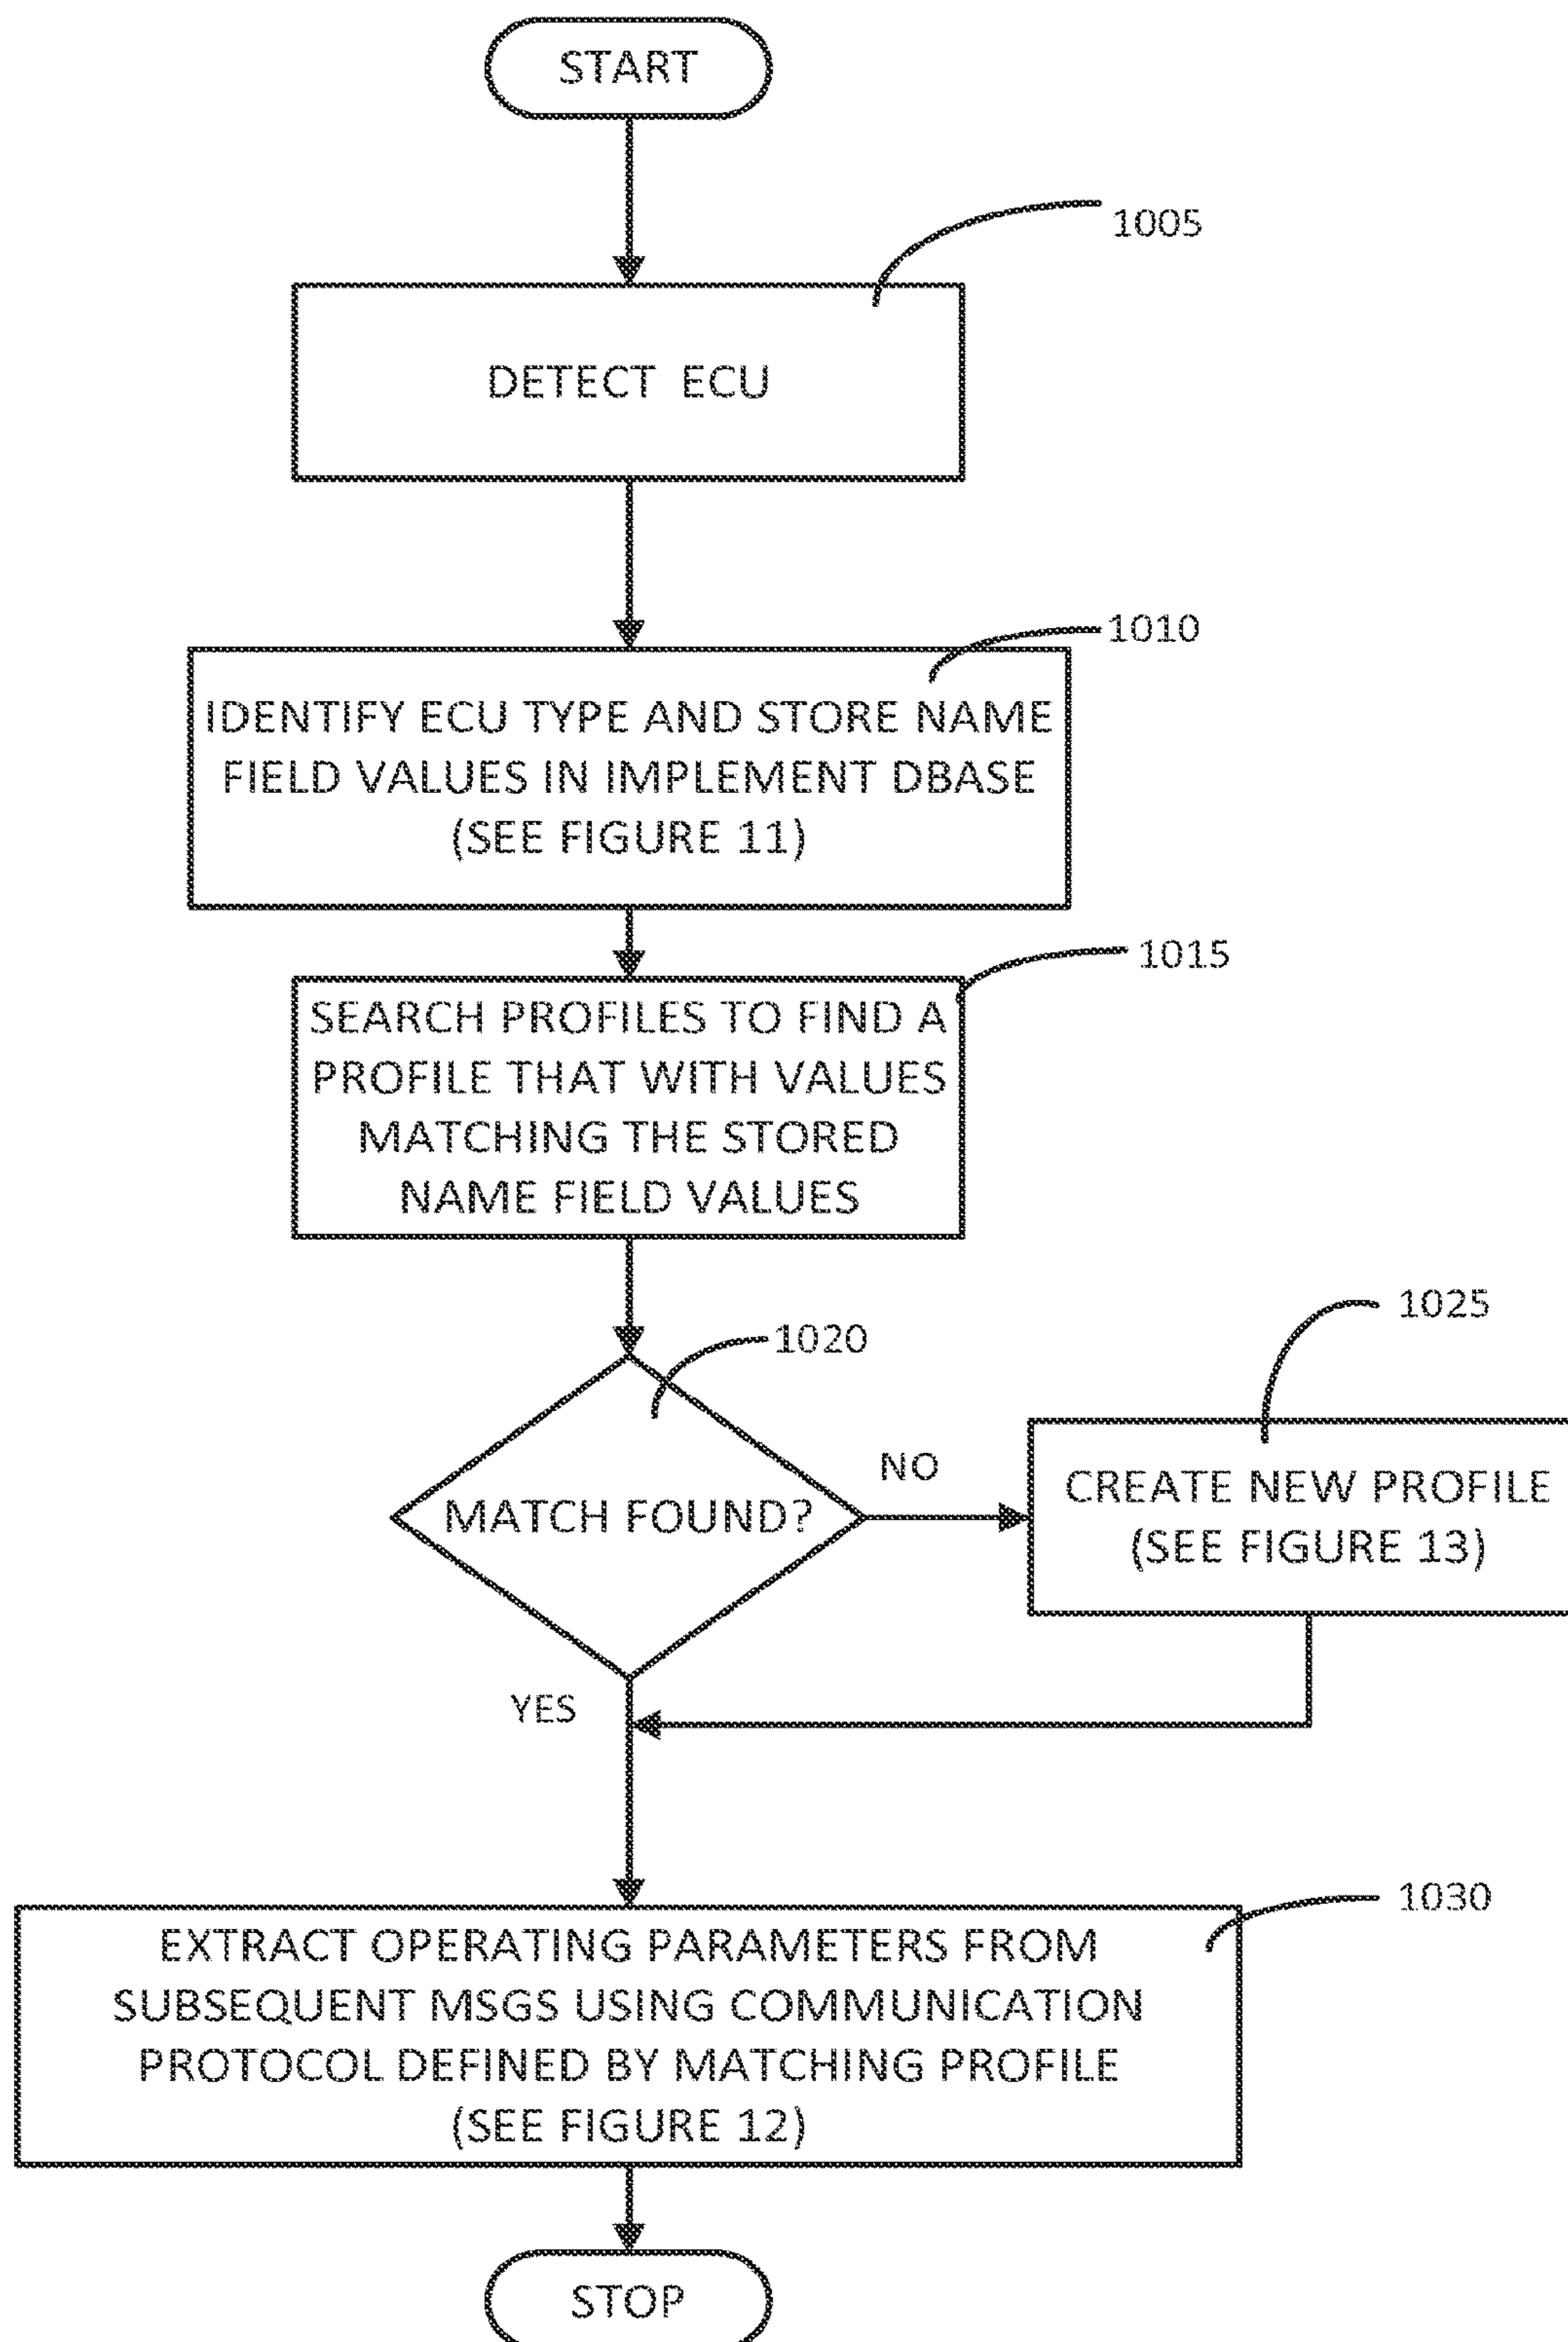 START
1005
DETECT ECU
1010
IDENTIFY ECU TYPE AND STORE NAME
FIELD VALUES IN IMPLEMENT DBASE
(SEE FIGURE 11)
1015
SEARCH PROFILES TO FIND A
PROFILE THAT WITH VALUES
MATCHING THE STORED
NAME FIELD VALUES
1020
1025
MATCH FOUND?
NO
CREATE NEW PROFILE
(SEE FIGURE 13)
YES
1030
EXTRACT OPERATING PARAMETERS FROM
SUBSEQUENT MSGS USING COMMUNICATION
PROTOCOL DEFINED BY MATCHING PROFILE
(SEE FIGURE 12)
STOP